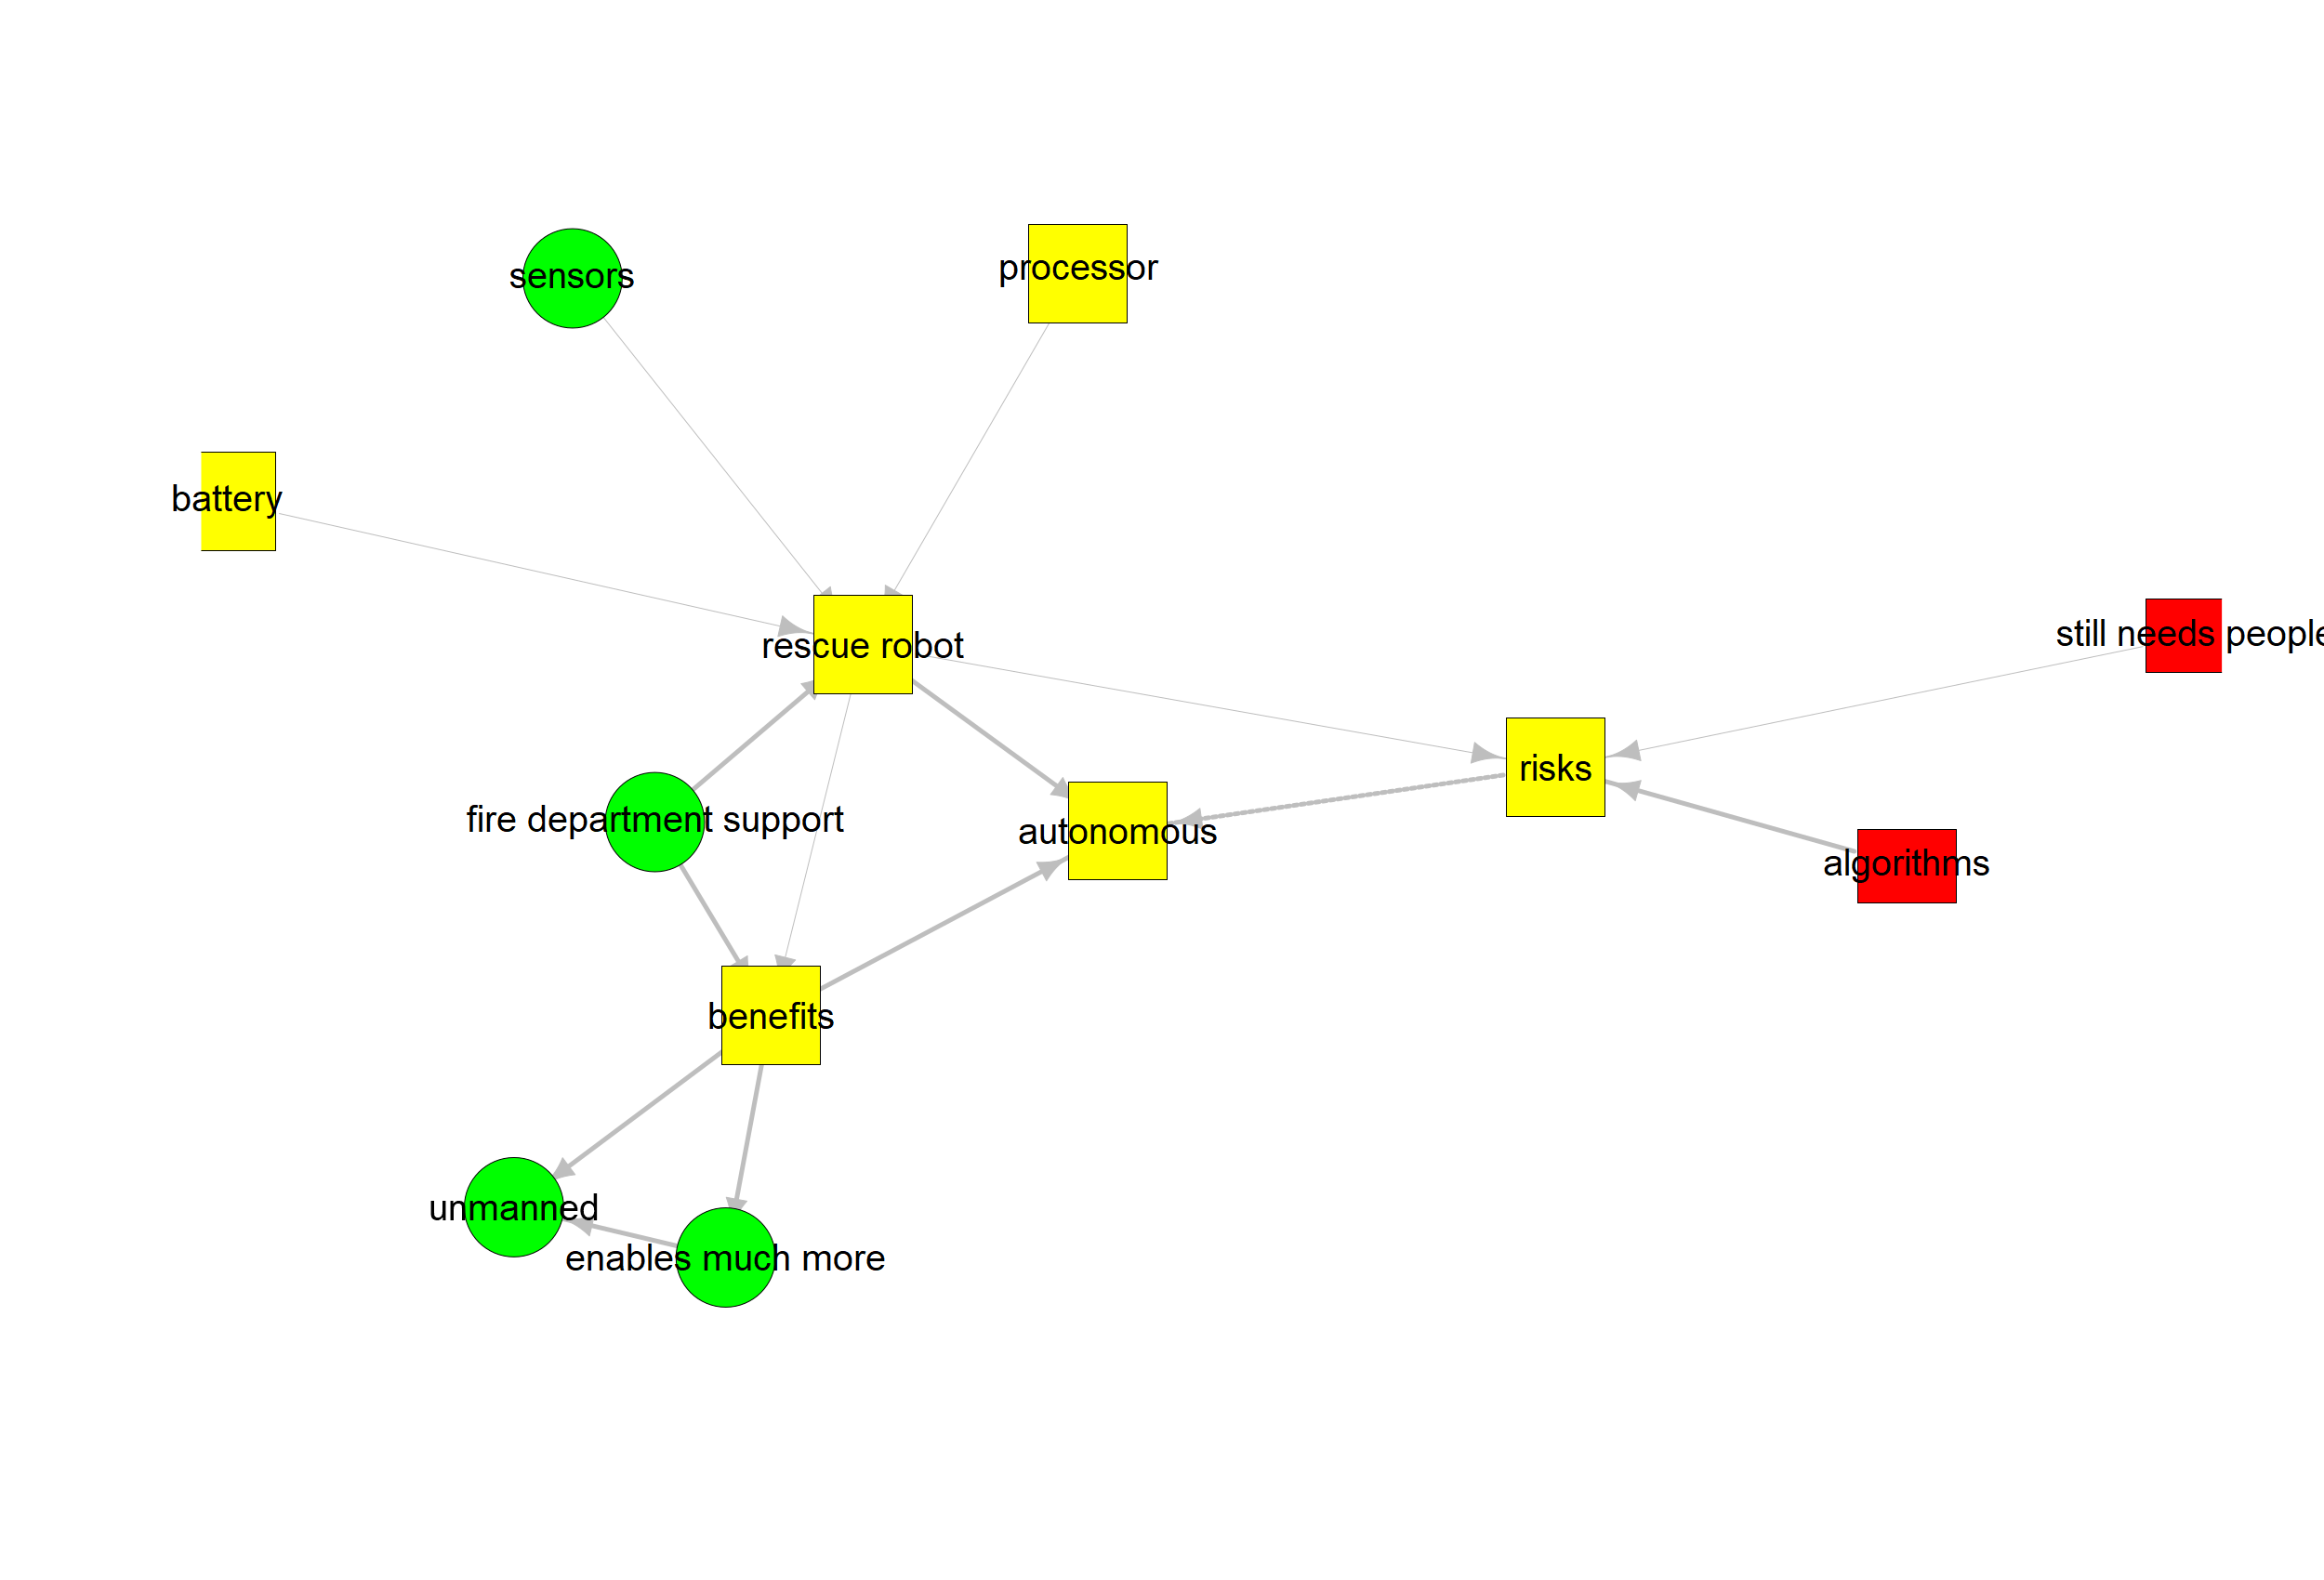 processor
sensors
battery
still needs people
rescue robot
risks
fire department support
autonomous
algorithms
benefits
unmanned
enables much more